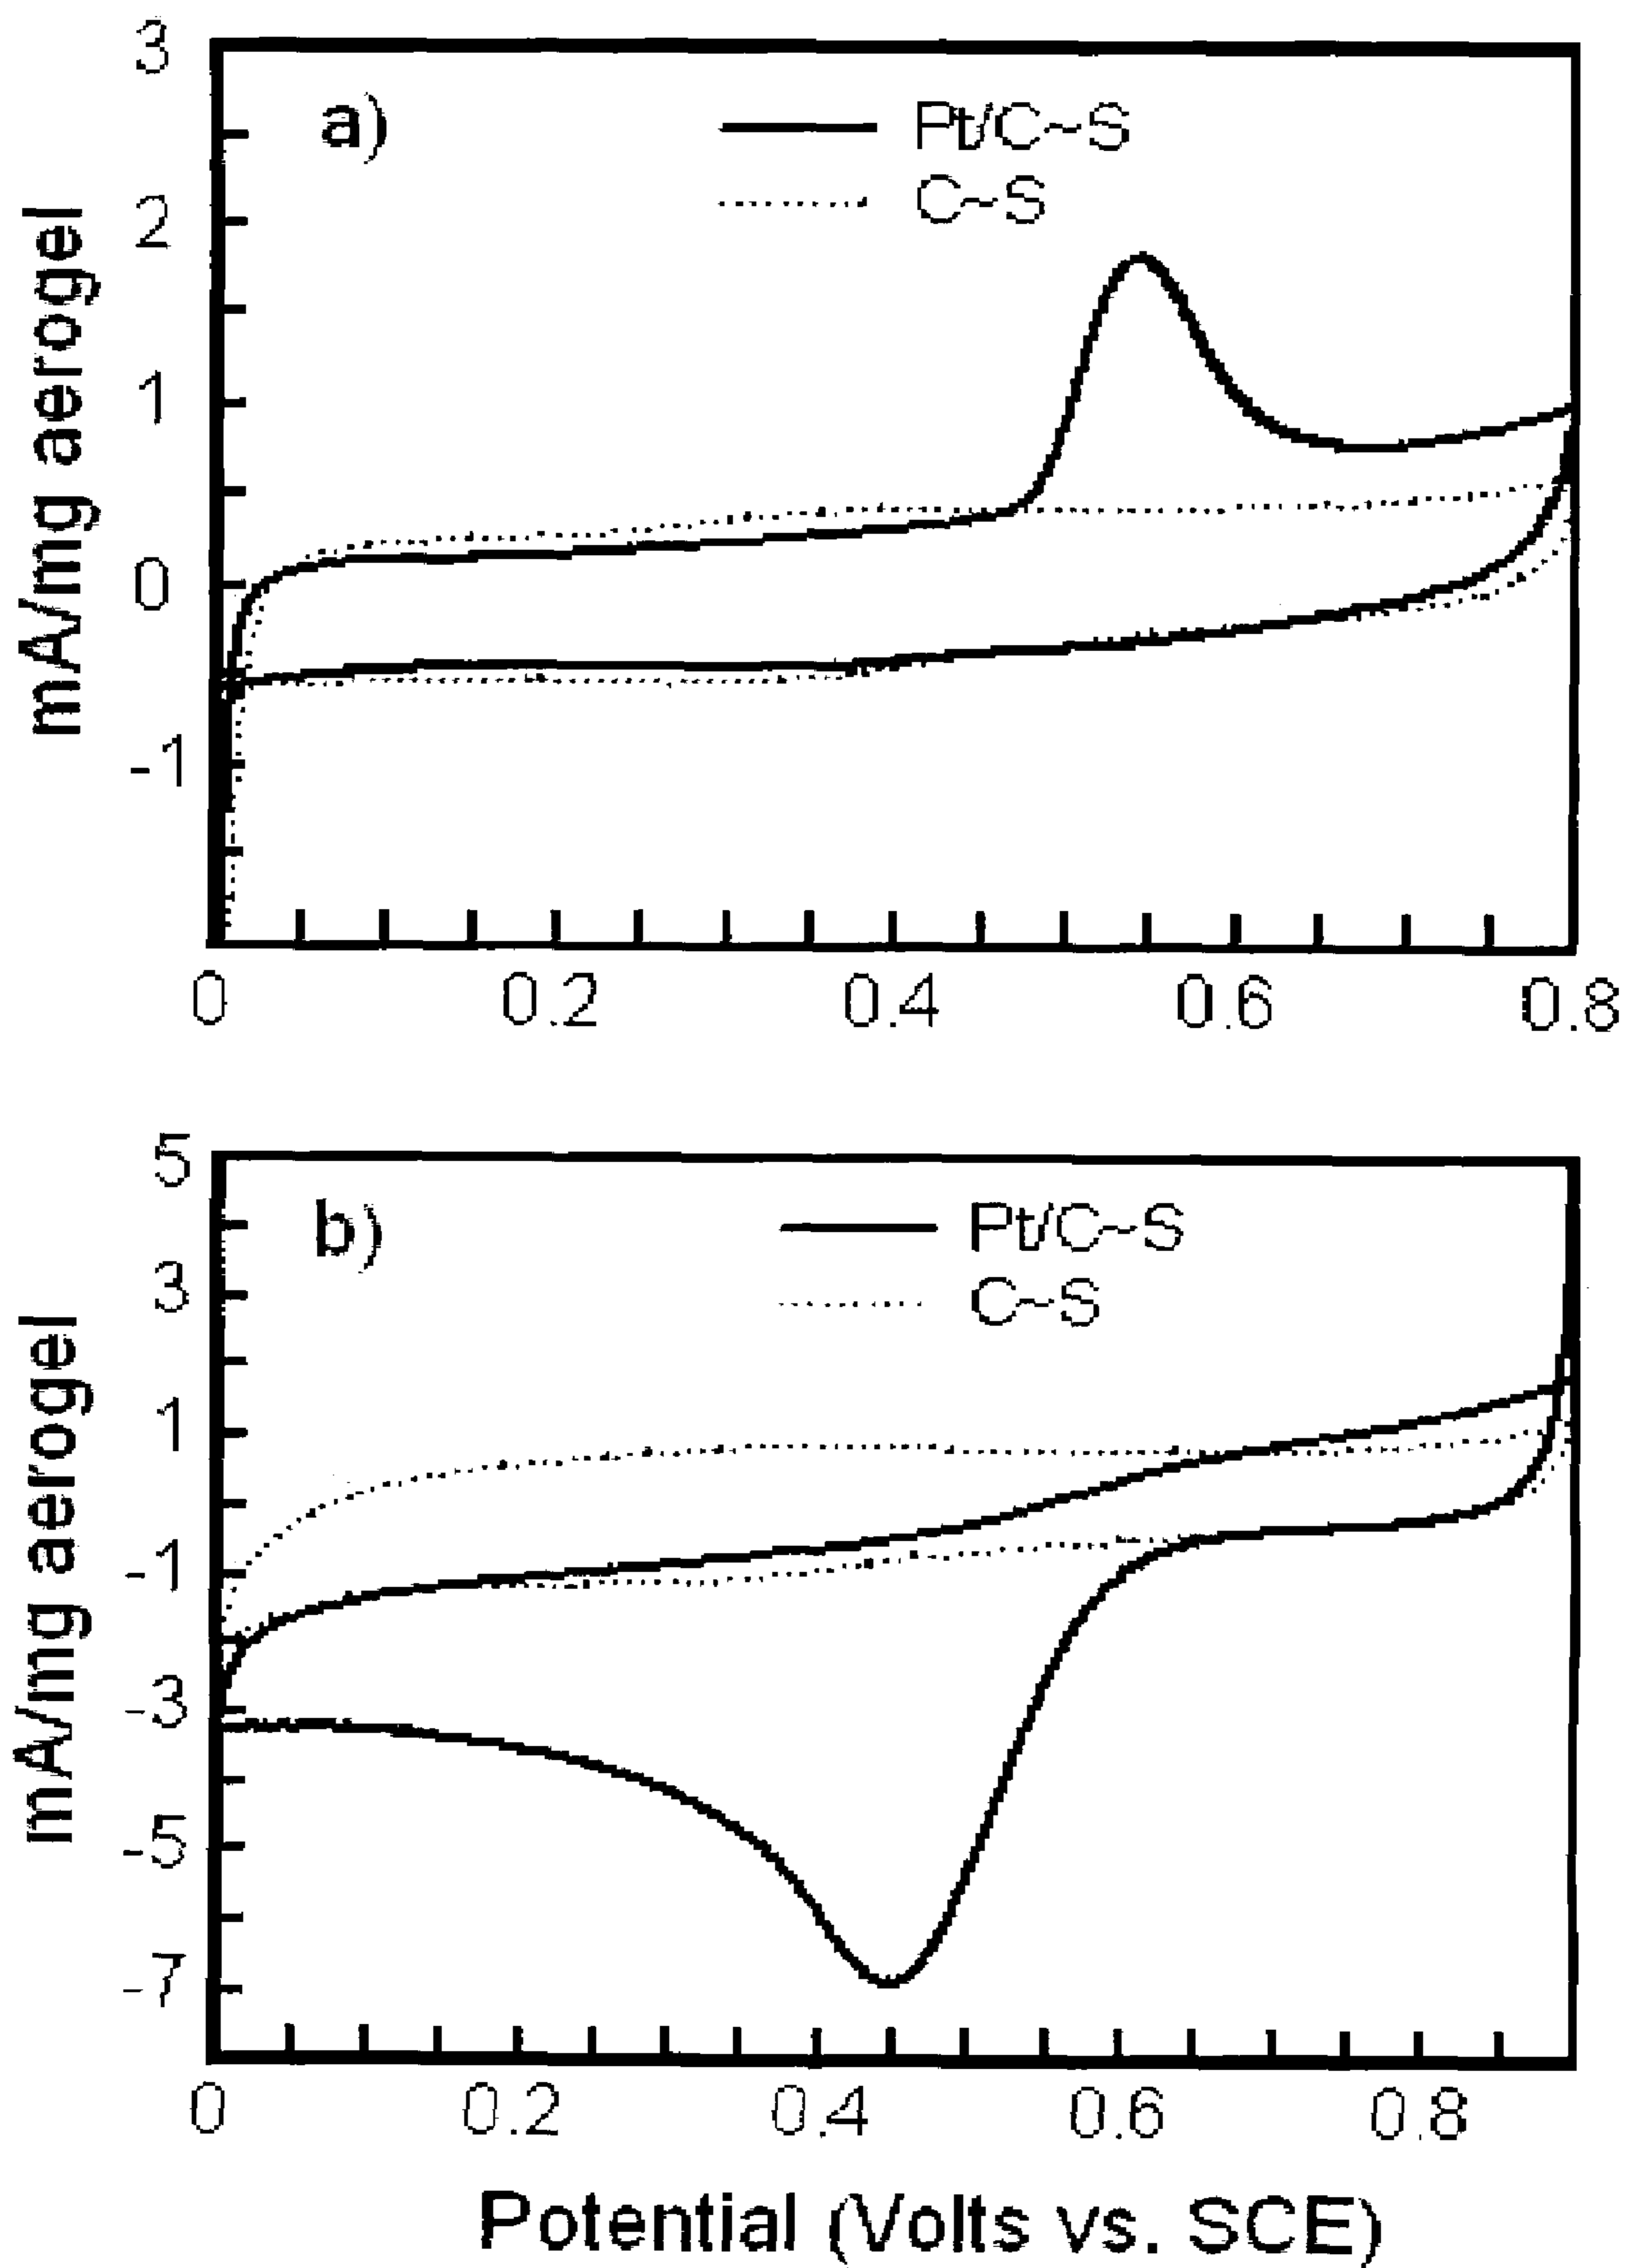 3
a)
Pt/C~S
C~S
2
1
0
-1
mA/mg aerogel
0 0.2 0.4 0.6 0.8
5
b)
Pt/C~S
3
C~S
1
-1
-3
-5
-7
mA/mg aerogel
0 0.2 0.4 0.6 0.8
Potential (Volts vs. SCE)